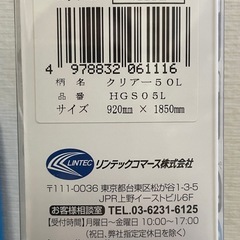 4 978832 061116
柄名 クリアー50L
品番 HGS05L
サイズ 920mm × 1850mm
LINTEC リンテックコマース株式会社
〒111-0036 東京都台東区松が谷1-3-5
JPR上野イーストビル6F
お客様相談室 TEL.03-6231-6125
【受付時間】月曜日～金曜日 10:00～17:00
(祝日、弊社指定定休日を除く)